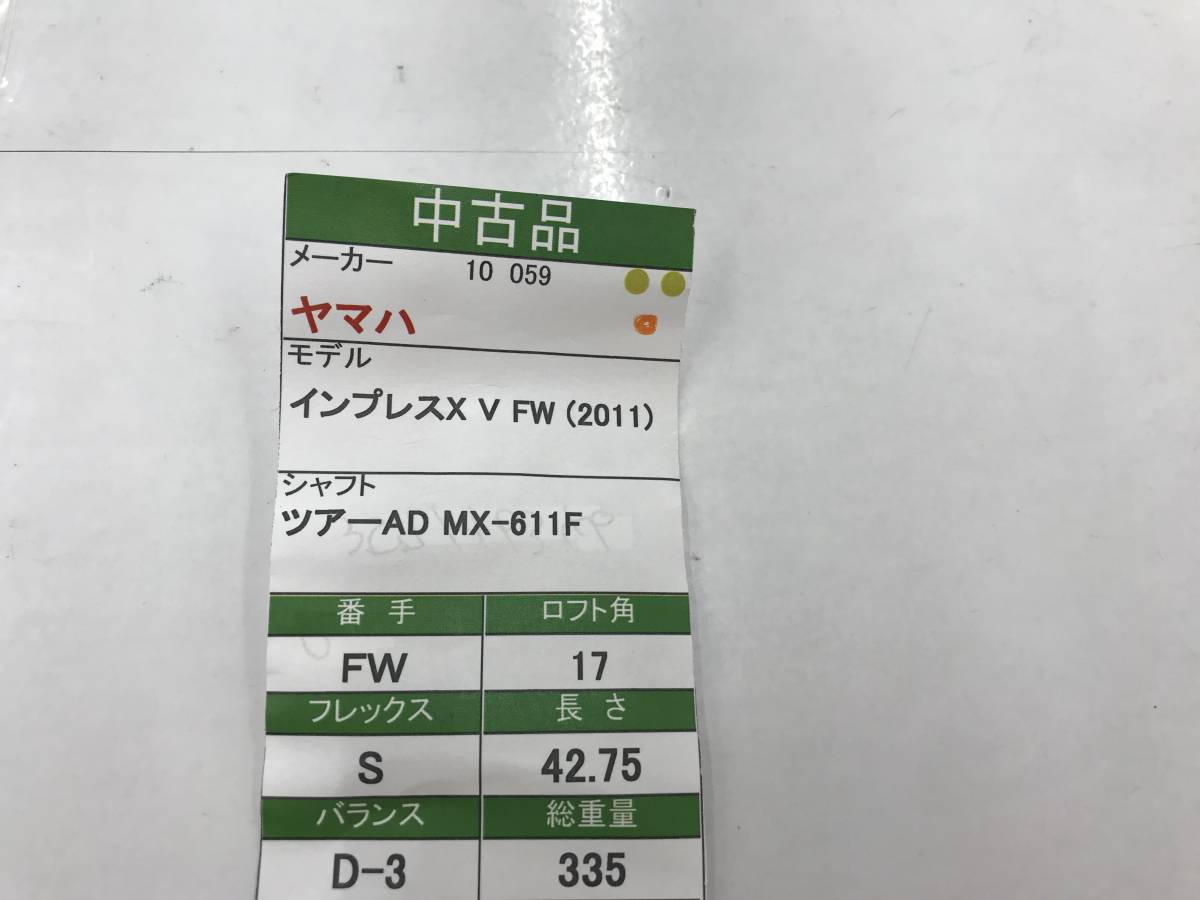 中古品
メーカー 10 059
ヤマハ
モデル
インプレスX V FW (2011)
シャフト
ツアーAD MX-611F
番手 ロフト角
FW 17
フレックス 長さ
S 42.75
バランス 総重量
D-3 335